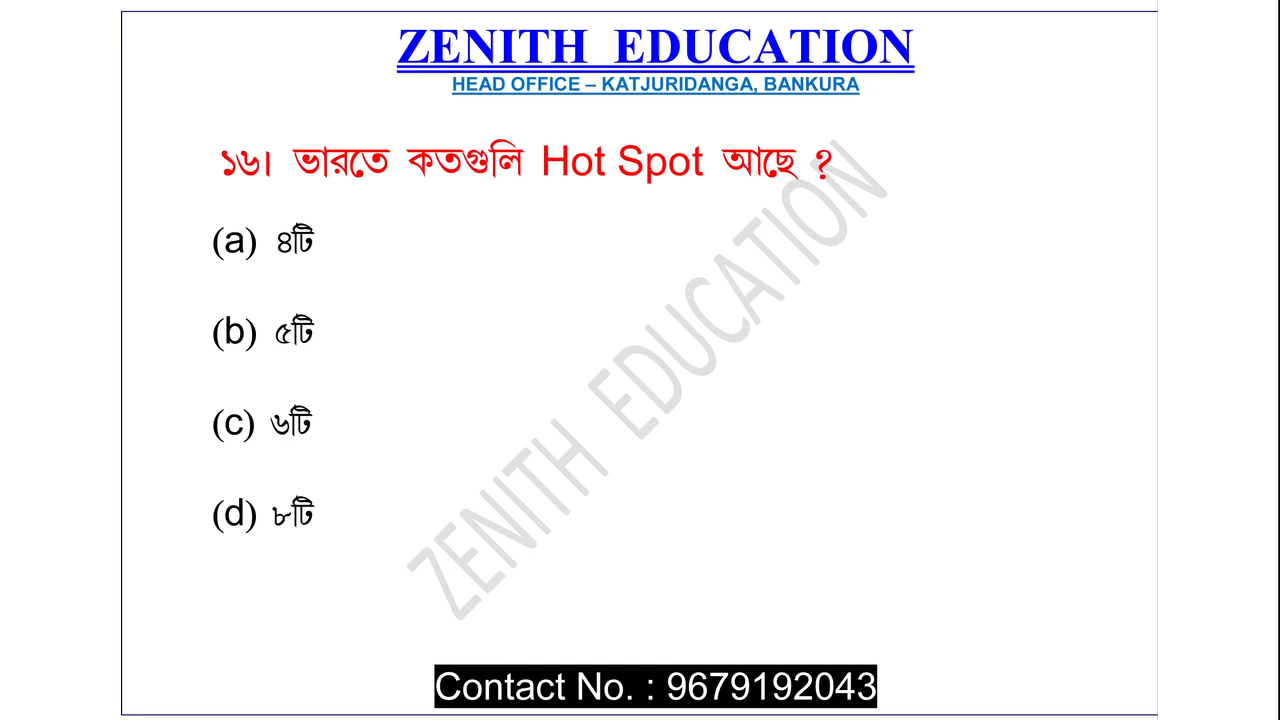 ZENITH EDUCATION
HEAD OFFICE – KATJURIDANGA, BANKURA
১৬। ভারতে কতগুলি Hot Spot আছে ?
(a) ৪টি
(b) ৫টি
(c) ৬টি
(d) ৮টি
ZENITH EDUCATION
Contact No. : 9679192043